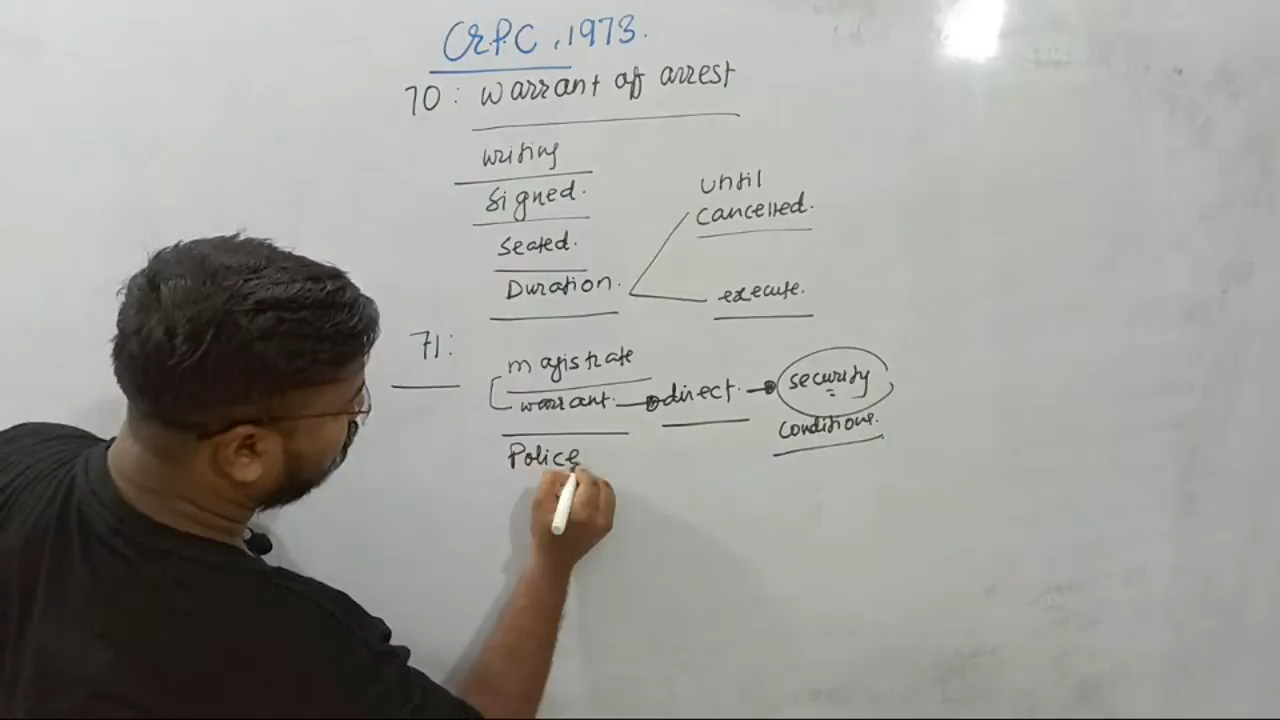 CR.P.C, 1973.
70: warrant of arrest
writing
Signed.
Sealed.
Duration.
until
cancelled.
execute.
71:
magistrate
warrant. direct. security
conditions.
Police